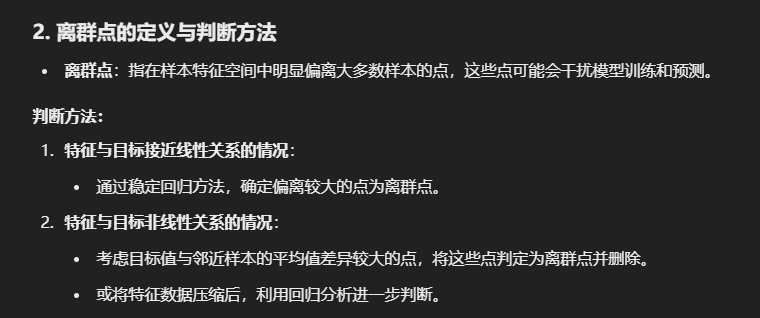 2. 离群点的定义与判断方法
• 离群点：指在样本特征空间中明显偏离大多数样本的点，这些点可能会干扰模型训练和预测。
判断方法：
1. 特征与目标接近线性关系的情况：
• 通过稳定回归方法，确定偏离较大的点为离群点。
2. 特征与目标非线性关系的情况：
• 考虑目标值与邻近样本的平均值差异较大的点，将这些点判定为离群点并删除。
• 或将特征数据压缩后，利用回归分析进一步判断。